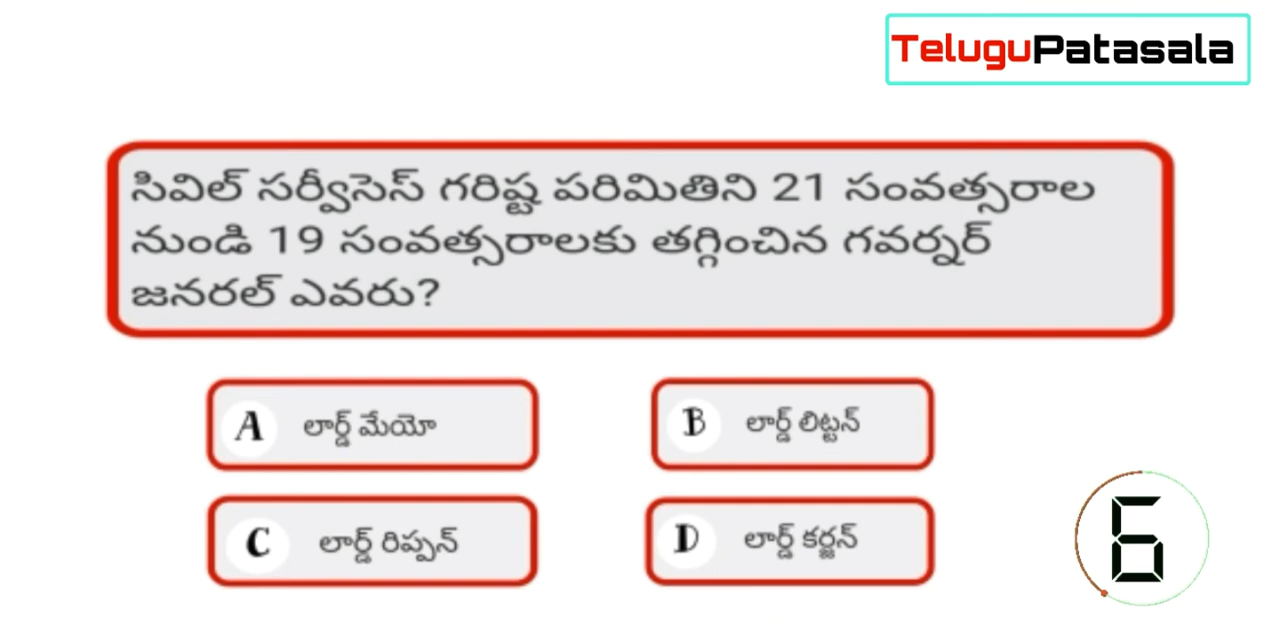 TeluguPatasala
సివిల్ సర్వీసెస్ గరిష్ట పరిమితిని 21 సంవత్సరాల
నుండి 19 సంవత్సరాలకు తగ్గించిన గవర్నర్
జనరల్ ఎవరు?
A లార్డ్ మేయో
B లార్డ్ లిట్టన్
C లార్డ్ రిప్పన్
D లార్డ్ కర్జన్
6